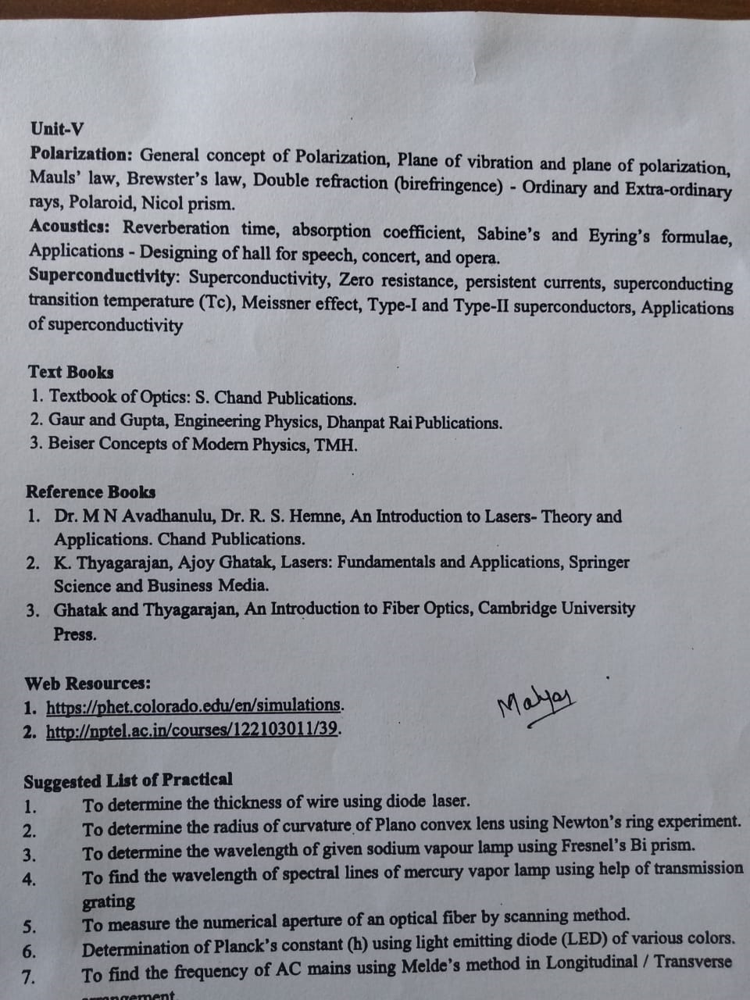 Unit-V
Polarization: General concept of Polarization, Plane of vibration and plane of polarization,
Mauls’ law, Brewster’s law, Double refraction (birefringence) - Ordinary and Extra-ordinary
rays, Polaroid, Nicol prism.
Acoustics: Reverberation time, absorption coefficient, Sabine’s and Eyring’s formulae,
Applications - Designing of hall for speech, concert, and opera.
Superconductivity: Superconductivity, Zero resistance, persistent currents, superconducting
transition temperature (Tc), Meissner effect, Type-I and Type-II superconductors, Applications
of superconductivity
Text Books
1. Textbook of Optics: S. Chand Publications.
2. Gaur and Gupta, Engineering Physics, Dhanpat Rai Publications.
3. Beiser Concepts of Modern Physics, TMH.
Reference Books
1. Dr. M N Avadhanulu, Dr. R. S. Hemne, An Introduction to Lasers- Theory and
Applications. Chand Publications.
2. K. Thyagarajan, Ajoy Ghatak, Lasers: Fundamentals and Applications, Springer
Science and Business Media.
3. Ghatak and Thyagarajan, An Introduction to Fiber Optics, Cambridge University
Press.
Web Resources:
1. https://phet.colorado.edu/en/simulations.
2. http://nptel.ac.in/courses/122103011/39.
Suggested List of Practical
1. To determine the thickness of wire using diode laser.
2. To determine the radius of curvature of Plano convex lens using Newton’s ring experiment.
3. To determine the wavelength of given sodium vapour lamp using Fresnel’s Bi prism.
4. To find the wavelength of spectral lines of mercury vapor lamp using help of transmission
grating
5. To measure the numerical aperture of an optical fiber by scanning method.
6. Determination of Planck’s constant (h) using light emitting diode (LED) of various colors.
7. To find the frequency of AC mains using Melde’s method in Longitudinal / Transverse